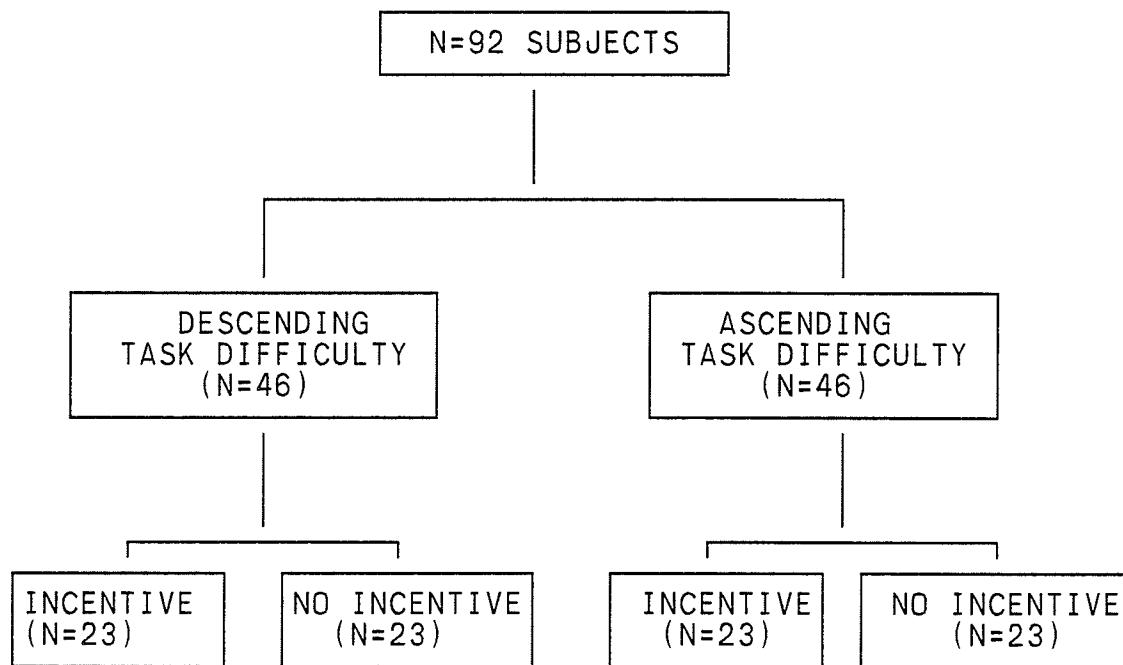 N=92 SUBJECTS
DESCENDING
TASK DIFFICULTY
(N=46)
ASCENDING
TASK DIFFICULTY
(N=46)
INCENTIVE
(N=23)
NO INCENTIVE
(N=23)
INCENTIVE
(N=23)
NO INCENTIVE
(N=23)